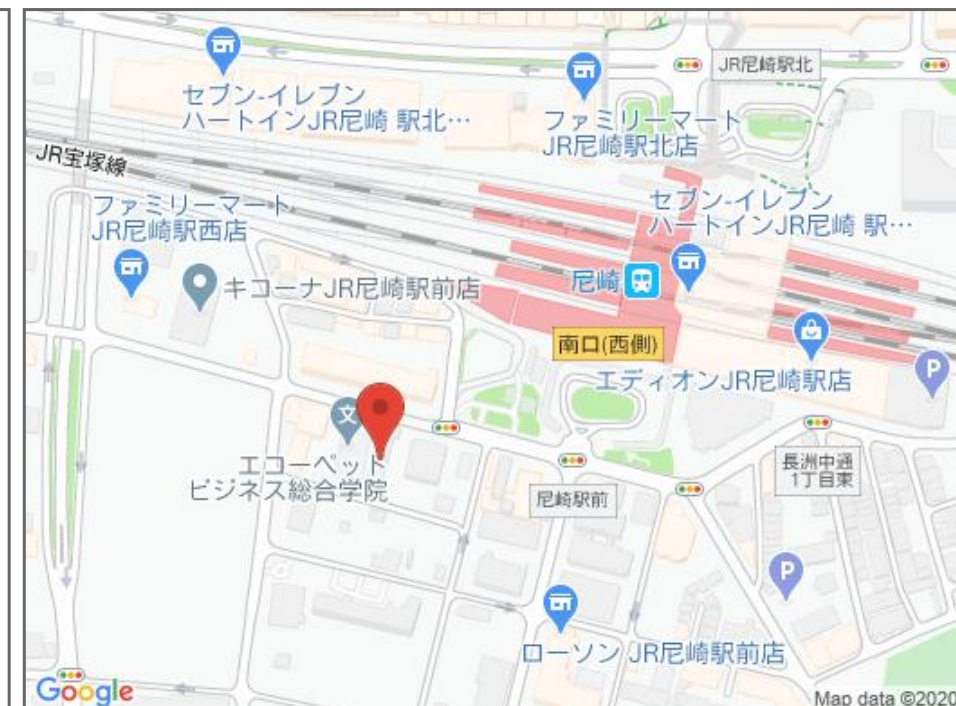 JR尼崎駅北
セブン-イレブン
ハートインJR尼崎 駅北…
ファミリーマート
JR尼崎駅北店
JR宝塚線
セブン-イレブン
ハートインJR尼崎 駅…
ファミリーマート
JR尼崎駅西店
キコーナJR尼崎駅前店
尼崎
南口(西側)
エディオンJR尼崎駅店
P
文
エコーペット
ビジネス総合学院
長洲中通
1丁目東
尼崎駅前
P
ローソン JR尼崎駅前店
Google
Map data ©2020